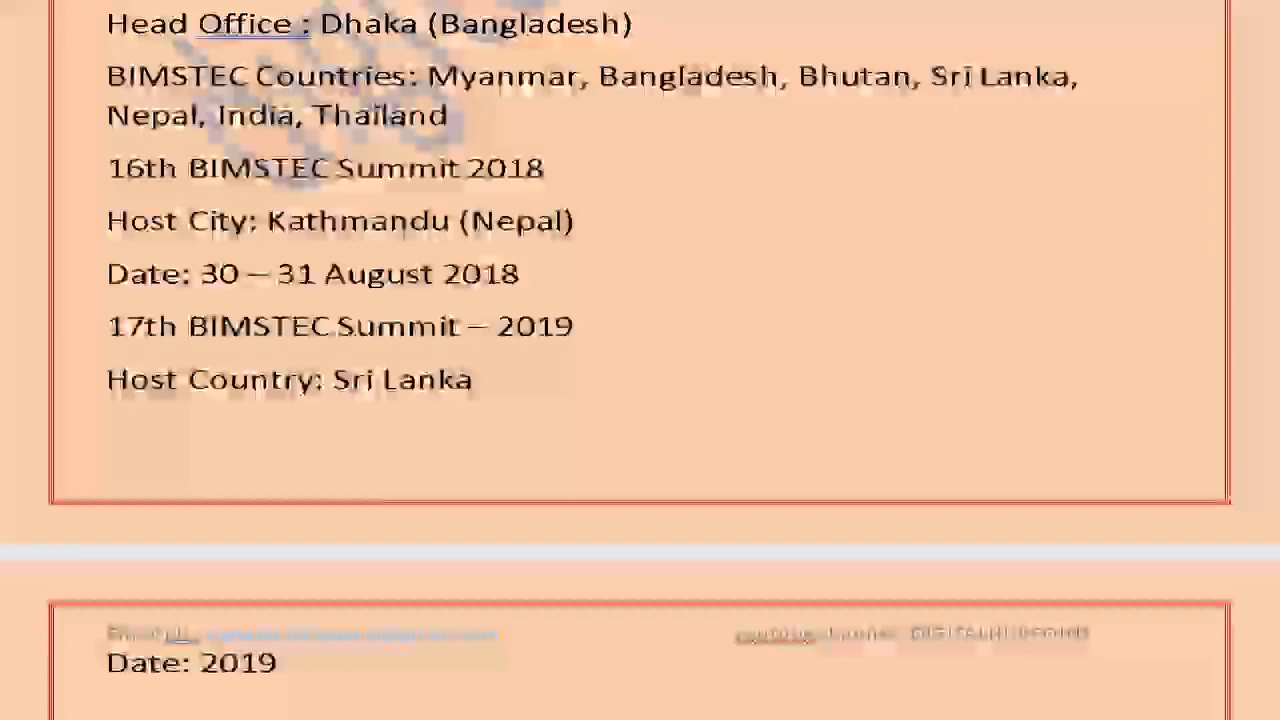 Head Office : Dhaka (Bangladesh)
BIMSTEC Countries: Myanmar, Bangladesh, Bhutan, Sri Lanka,
Nepal, India, Thailand
16th BIMSTEC Summit 2018
Host City: Kathmandu (Nepal)
Date: 30 – 31 August 2018
17th BIMSTEC Summit – 2019
Host Country: Sri Lanka
Date: 2019